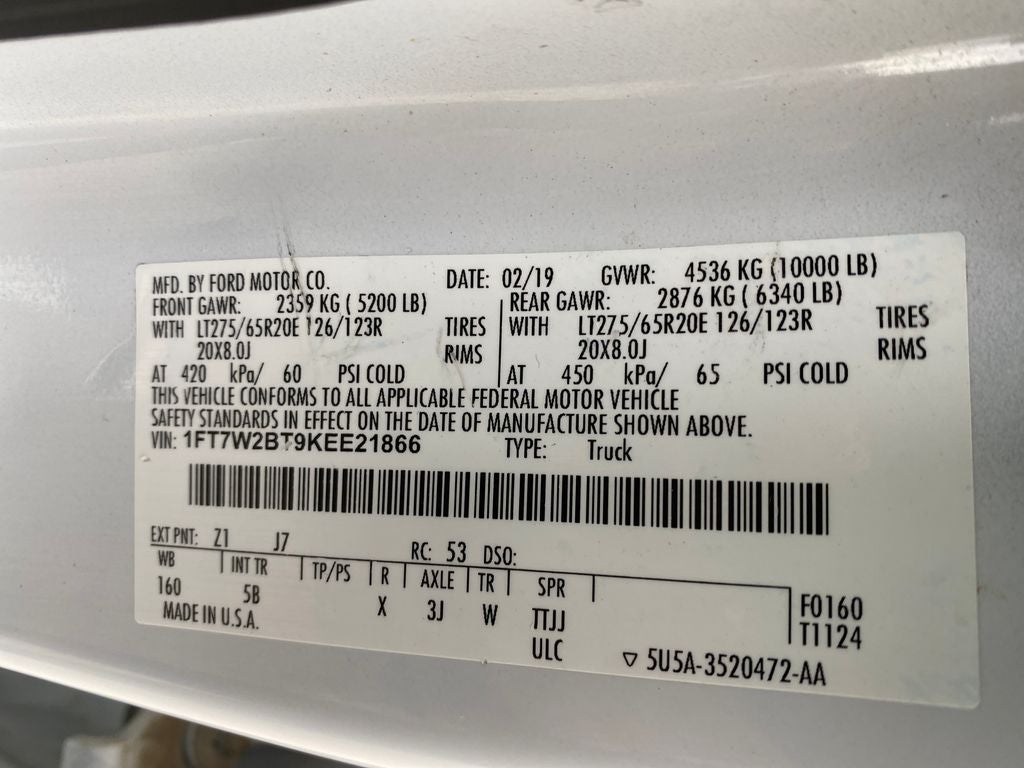 MFD. BY FORD MOTOR CO. DATE: 02/19 GVWR: 4536 KG (10000 LB)
FRONT GAWR: 2359 KG ( 5200 LB) REAR GAWR: 2876 KG ( 6340 LB)
WITH LT275/65R20E 126/123R TIRES WITH LT275/65R20E 126/123R TIRES
20X8.0J RIMS 20X8.0J RIMS
AT 420 kPa/ 60 PSI COLD AT 450 kPa/ 65 PSI COLD
THIS VEHICLE CONFORMS TO ALL APPLICABLE FEDERAL MOTOR VEHICLE
SAFETY STANDARDS IN EFFECT ON THE DATE OF MANUFACTURE SHOWN ABOVE.
VIN: 1FT7W2BT9KEE21866 TYPE: Truck
EXT PNT: Z1 J7 RC: 53 DSO:
WB INT TR TP/PS R AXLE TR SPR
160 5B X 3J W TTJJ F0160
MADE IN U.S.A. ULC T1124
▽ 5U5A-3520472-AA